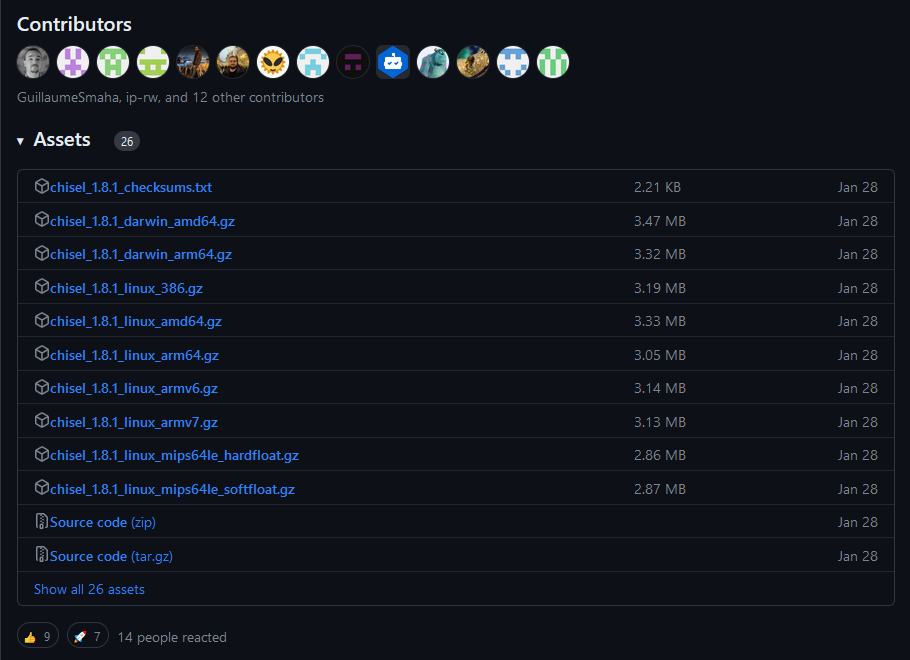 Contributors
GuillaumeSmaha, ip-rw, and 12 other contributors
Assets 26
chisel_1.8.1_checksums.txt 2.21 KB Jan 28
chisel_1.8.1_darwin_amd64.gz 3.47 MB Jan 28
chisel_1.8.1_darwin_arm64.gz 3.32 MB Jan 28
chisel_1.8.1_linux_386.gz 3.19 MB Jan 28
chisel_1.8.1_linux_amd64.gz 3.33 MB Jan 28
chisel_1.8.1_linux_arm64.gz 3.05 MB Jan 28
chisel_1.8.1_linux_armv6.gz 3.14 MB Jan 28
chisel_1.8.1_linux_armv7.gz 3.13 MB Jan 28
chisel_1.8.1_linux_mips64le_hardfloat.gz 2.86 MB Jan 28
chisel_1.8.1_linux_mips64le_softfloat.gz 2.87 MB Jan 28
Source code (zip) Jan 28
Source code (tar.gz) Jan 28
Show all 26 assets
👍 9 🚀 7 14 people reacted